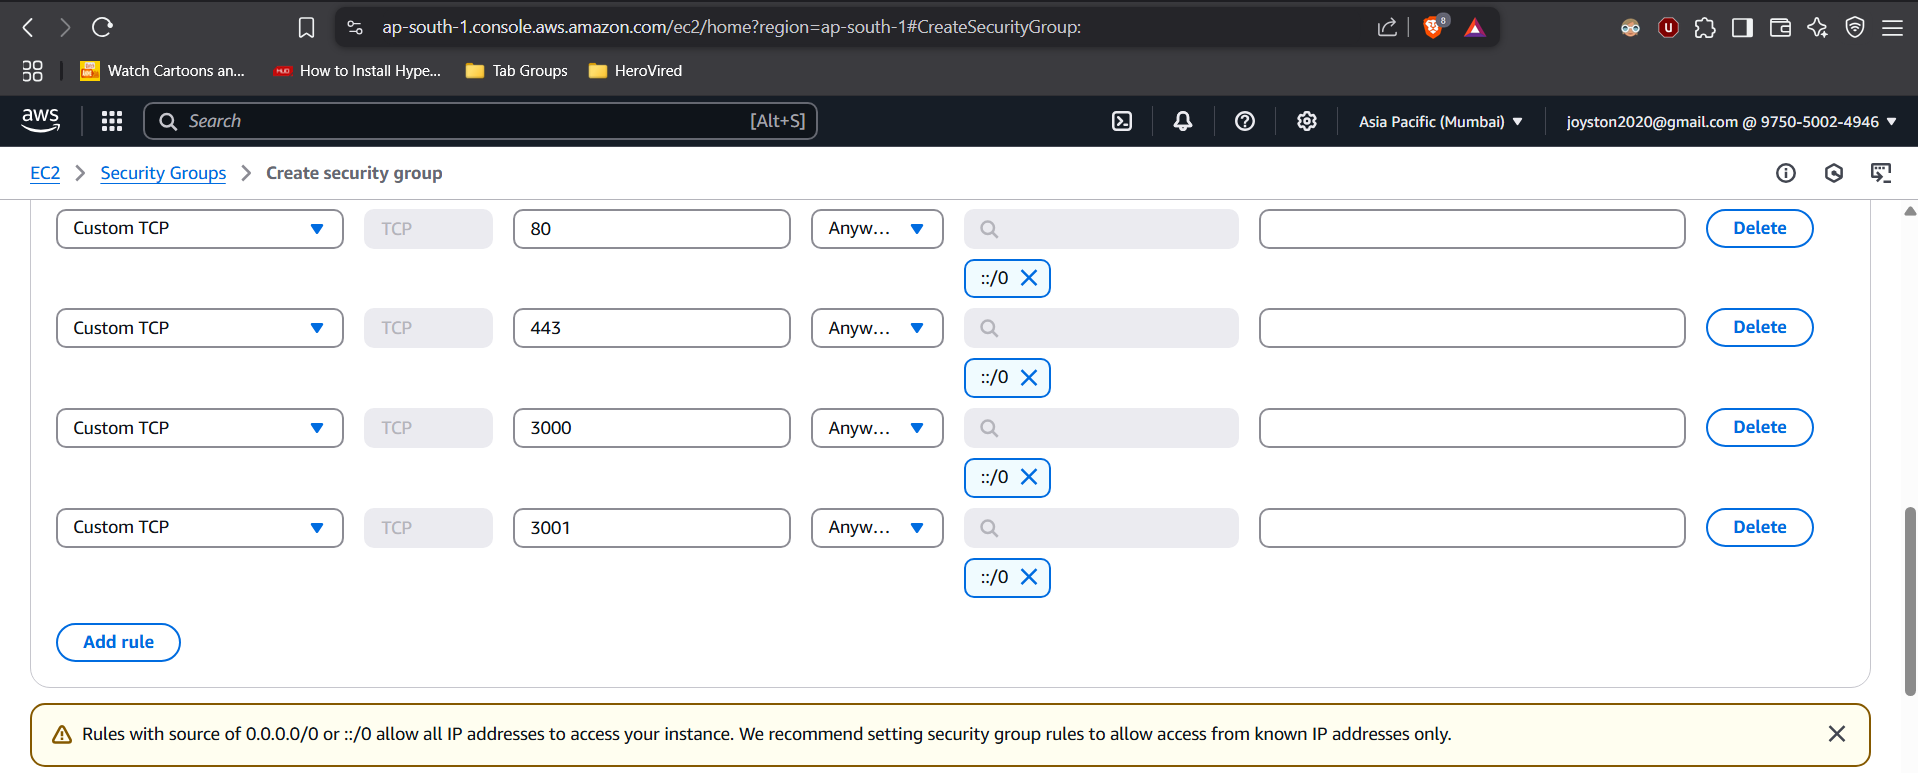 ap-south-1.console.aws.amazon.com/ec2/home?region=ap-south-1#CreateSecurityGroup:
8
U
Watch Cartoons an...
HUD
How to Install Hype...
Tab Groups
HeroVired
aws
Search
[Alt+S]
Asia Pacific (Mumbai)
joyston2020@gmail.com @ 9750-5002-4946
EC2
Security Groups
Create security group
Custom TCP
TCP
80
Anyw...
Delete
::/0
Custom TCP
TCP
443
Anyw...
Delete
::/0
Custom TCP
TCP
3000
Anyw...
Delete
::/0
Custom TCP
TCP
3001
Anyw...
Delete
::/0
Add rule
Rules with source of 0.0.0.0/0 or ::/0 allow all IP addresses to access your instance. We recommend setting security group rules to allow access from known IP addresses only.